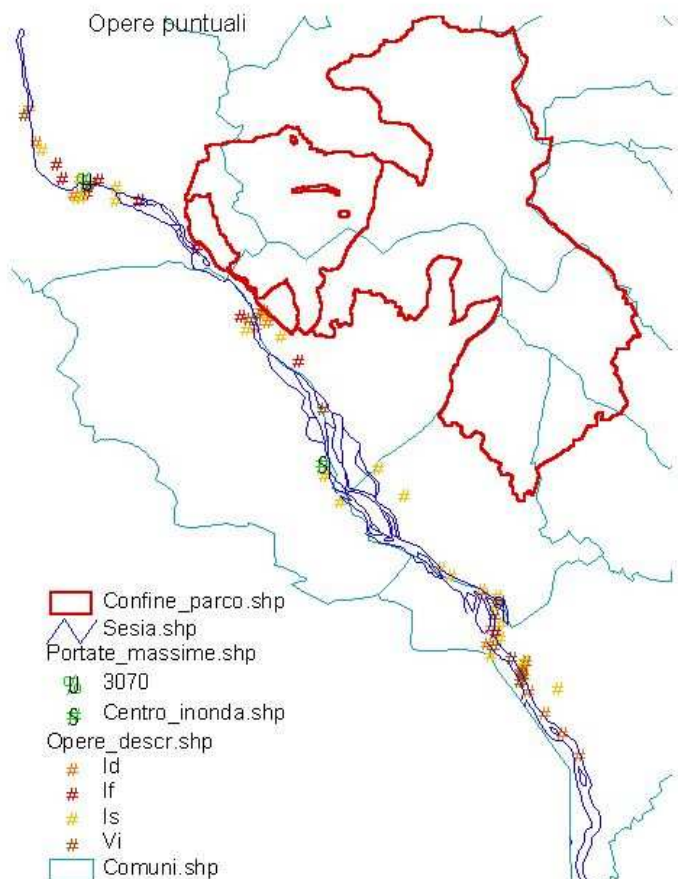 Opere puntuali
Confine_parco.shp
Sesia.shp
Portate_massime.shp
3070
Centro_inonda.shp
Opere_descr.shp
# Id
# If
# Is
# Vi
Comuni.shp